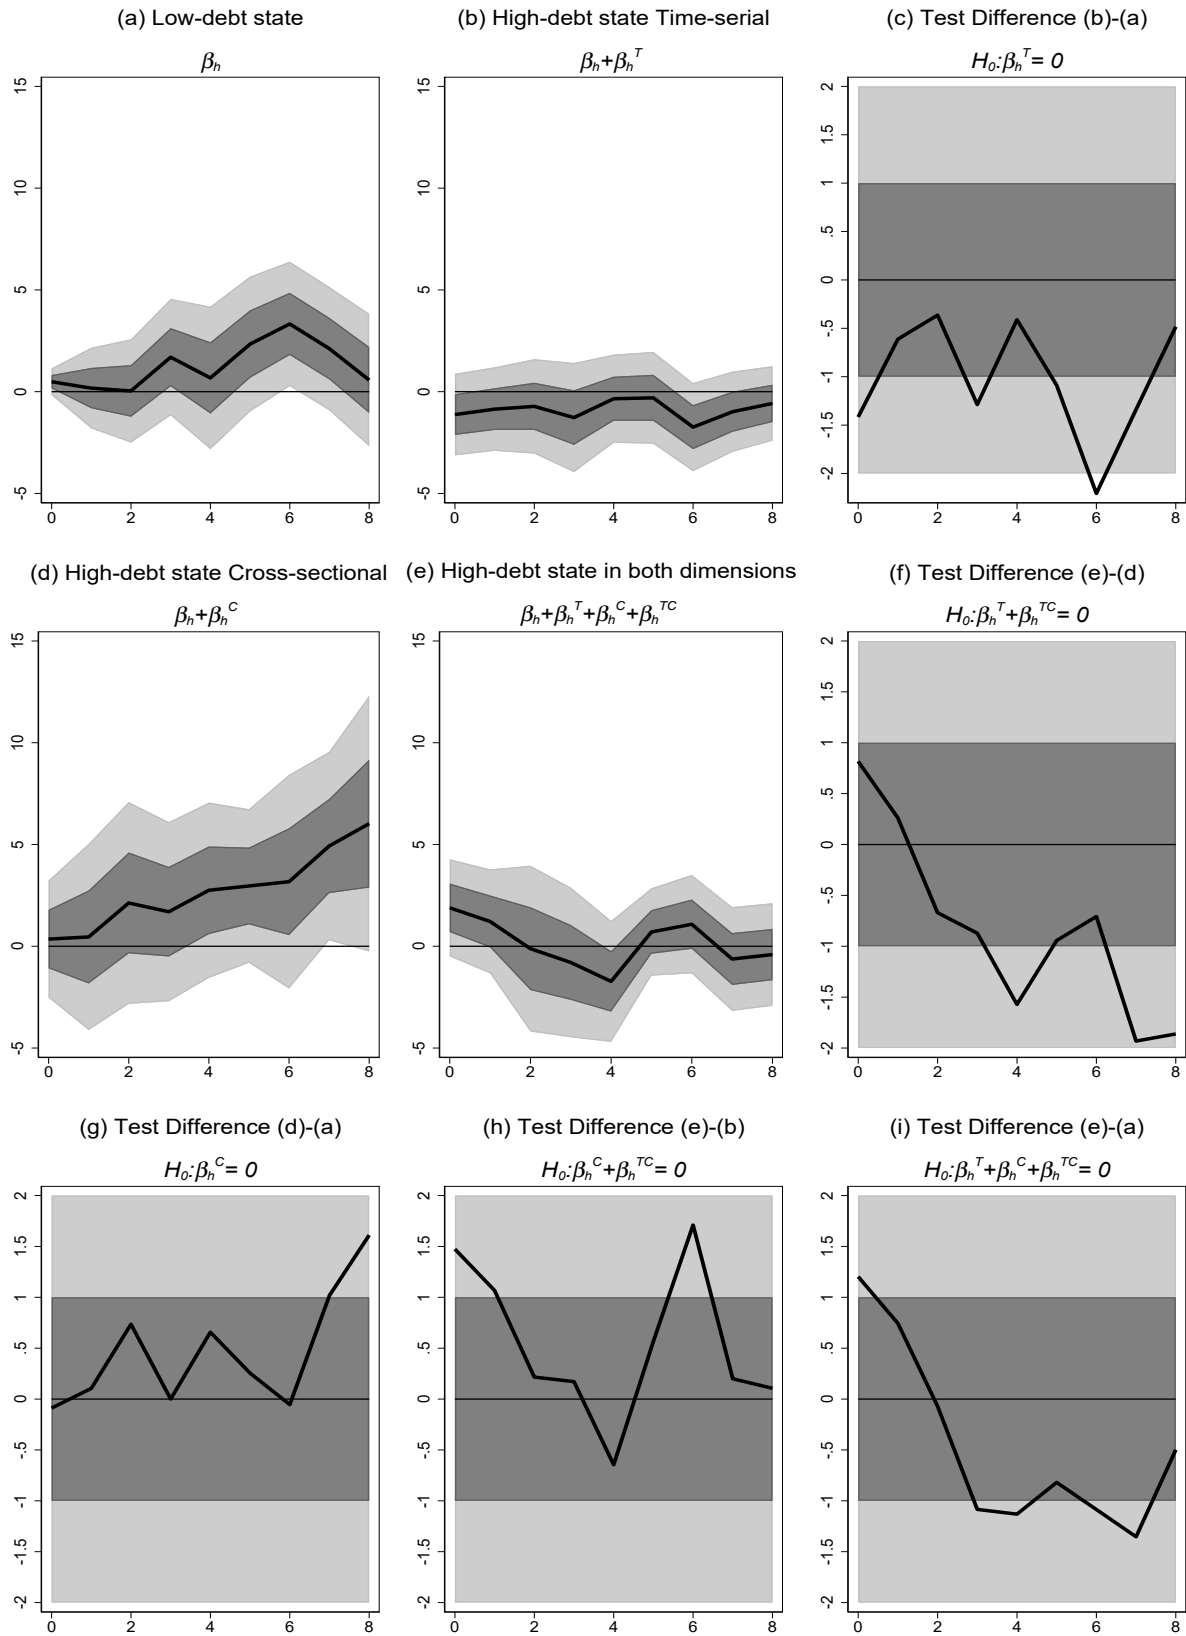 (a) Low-debt state
βₕ
15
10
5
0
-5
0 2 4 6 8
(b) High-debt state Time-serial
βₕ+βₕᵀ
15
10
5
0
-5
0 2 4 6 8
(c) Test Difference (b)-(a)
H₀:βₕᵀ= 0
2
1.5
1
.5
0
-.5
-1
-1.5
-2
0 2 4 6 8
(d) High-debt state Cross-sectional
βₕ+βₕᶜ
15
10
5
0
-5
0 2 4 6 8
(e) High-debt state in both dimensions
βₕ+βₕᵀ+βₕᶜ+βₕᵀᶜ
15
10
5
0
-5
0 2 4 6 8
(f) Test Difference (e)-(d)
H₀:βₕᵀ+βₕᵀᶜ= 0
2
1.5
1
.5
0
-.5
-1
-1.5
-2
0 2 4 6 8
(g) Test Difference (d)-(a)
H₀:βₕᶜ= 0
2
1.5
1
.5
0
-.5
-1
-1.5
-2
0 2 4 6 8
(h) Test Difference (e)-(b)
H₀:βₕᶜ+βₕᵀᶜ= 0
2
1.5
1
.5
0
-.5
-1
-1.5
-2
0 2 4 6 8
(i) Test Difference (e)-(a)
H₀:βₕᵀ+βₕᶜ+βₕᵀᶜ= 0
2
1.5
1
.5
0
-.5
-1
-1.5
-2
0 2 4 6 8